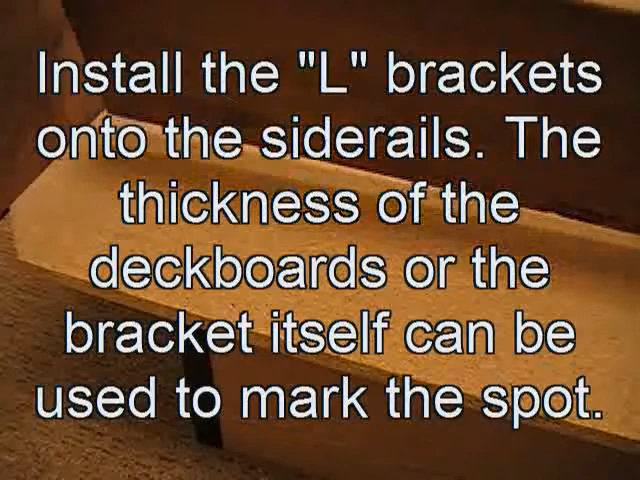 Install the "L" brackets
onto the siderails. The
thickness of the
deckboards or the
bracket itself can be
used to mark the spot.